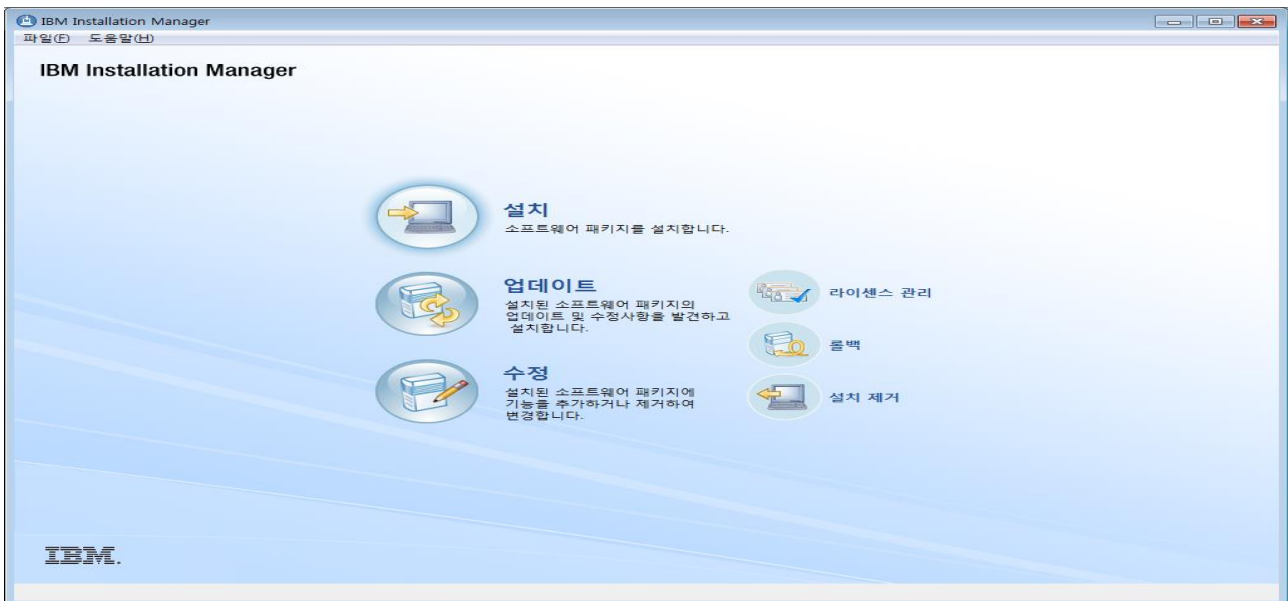 IBM Installation Manager
파일(F) 도움말(H)
IBM Installation Manager
설치
소프트웨어 패키지를 설치합니다.
업데이트
설치된 소프트웨어 패키지의
업데이트 및 수정사항을 발견하고
설치합니다.
수정
설치된 소프트웨어 패키지에
기능을 추가하거나 제거하여
변경합니다.
라이센스 관리
롤백
설치 제거
IBM.